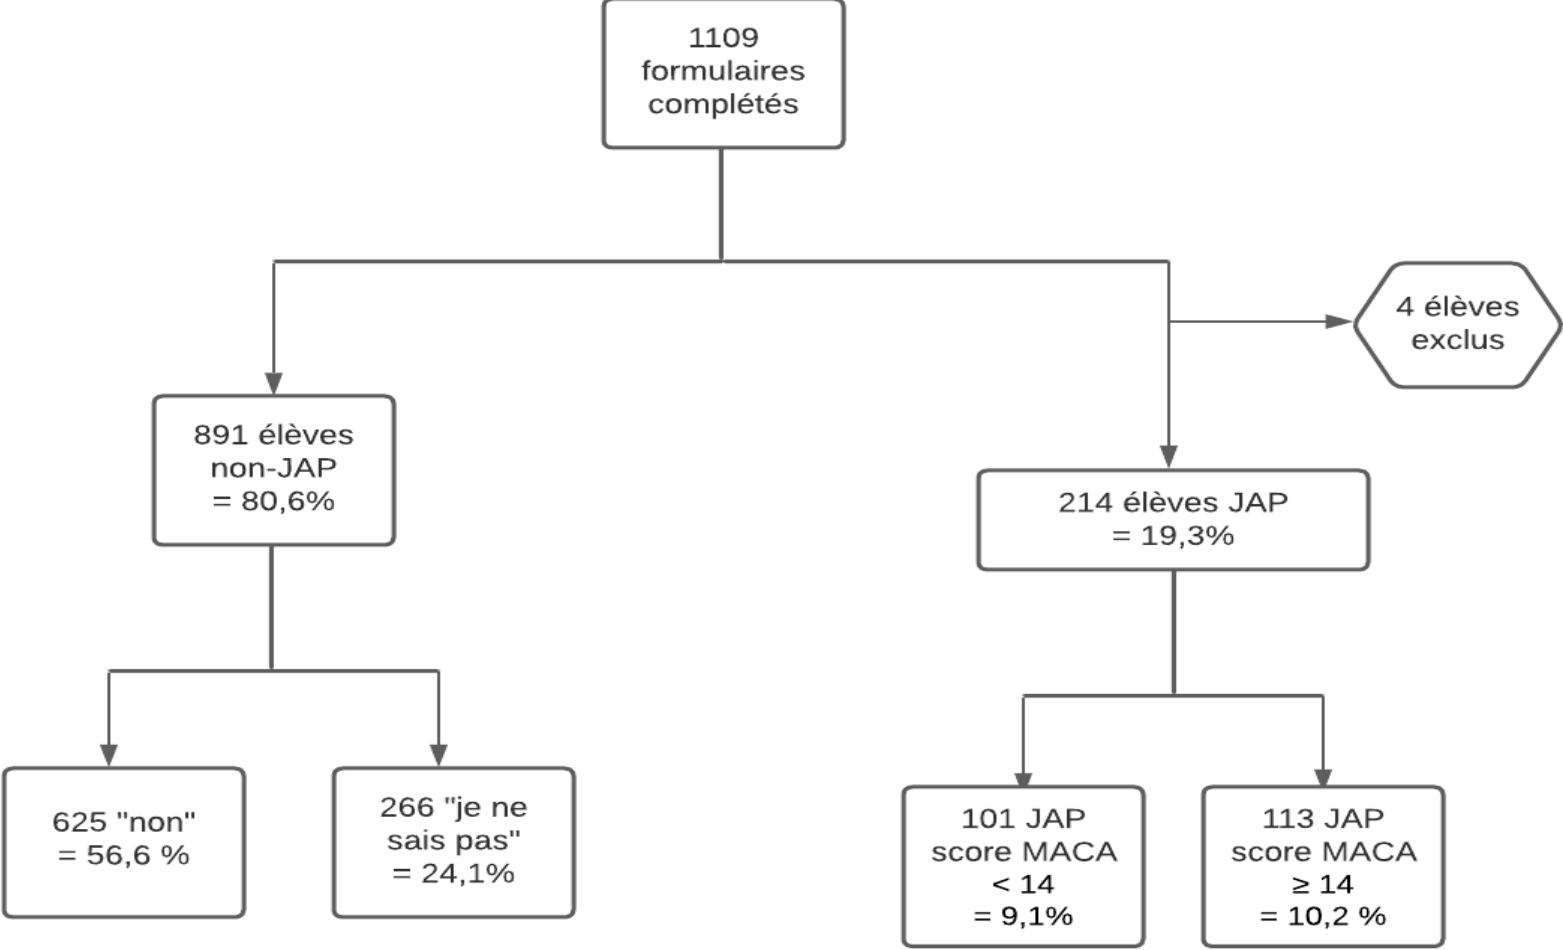 1109
formulaires
complétés
4 élèves
exclus
891 élèves
non-JAP
= 80,6%
214 élèves JAP
= 19,3%
625 "non"
= 56,6 %
266 "je ne
sais pas"
= 24,1%
101 JAP
score MACA
< 14
= 9,1%
113 JAP
score MACA
≥ 14
= 10,2 %